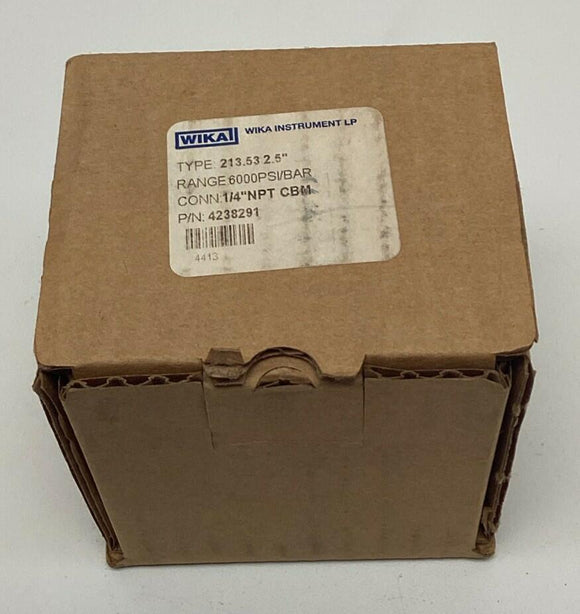 WIKA WIKA INSTRUMENT LP
TYPE: 213.53 2.5"
RANGE:6000PSI/BAR
CONN:1/4"NPT CBM
P/N: 4238291
4413